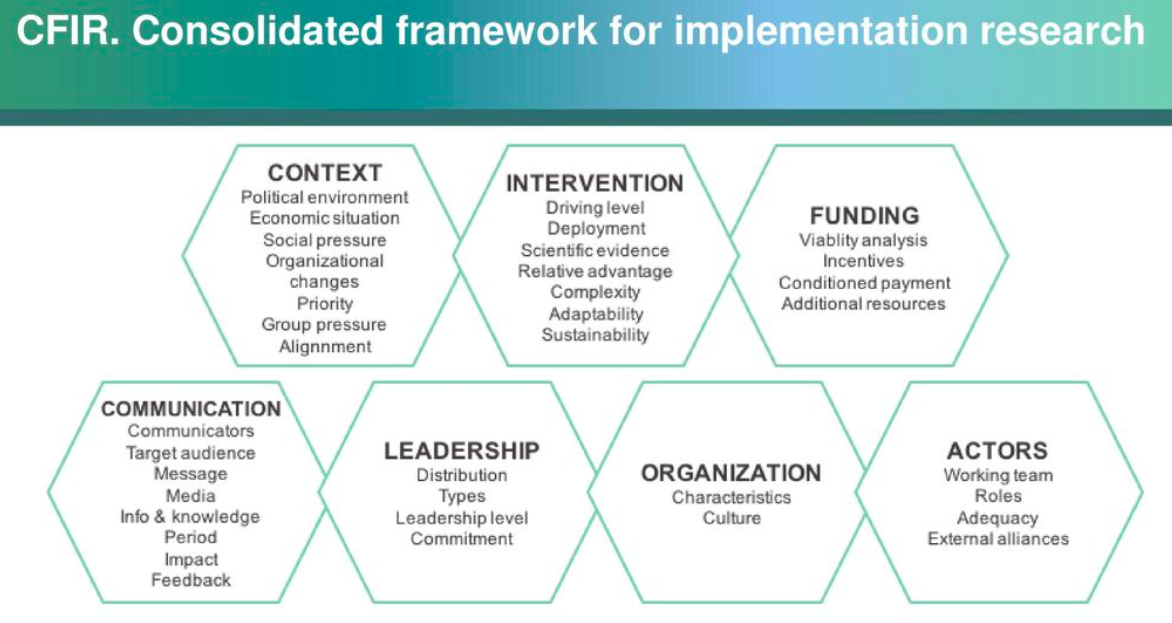 CFIR. Consolidated framework for implementation research
CONTEXT
Political environment
Economic situation
Social pressure
Organizational
changes
Priority
Group pressure
Alignnment
INTERVENTION
Driving level
Deployment
Scientific evidence
Relative advantage
Complexity
Adaptability
Sustainability
FUNDING
Viablity analysis
Incentives
Conditioned payment
Additional resources
COMMUNICATION
Communicators
Target audience
Message
Media
Info & knowledge
Period
Impact
Feedback
LEADERSHIP
Distribution
Types
Leadership level
Commitment
ORGANIZATION
Characteristics
Culture
ACTORS
Working team
Roles
Adequacy
External alliances